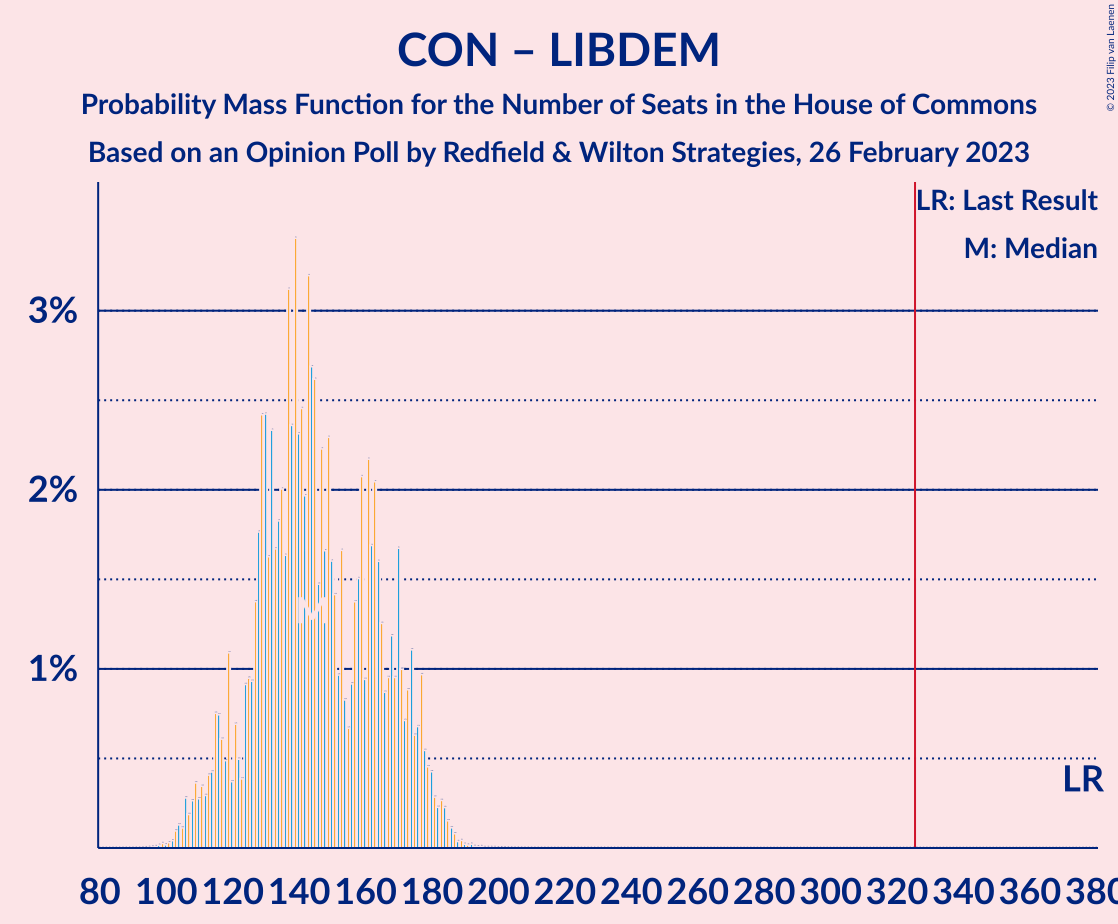 CON – LIBDEM
Probability Mass Function for the Number of Seats in the House of Commons
Based on an Opinion Poll by Redfield & Wilton Strategies, 26 February 2023
© 2023 Filip van Laenen
LR: Last Result
M: Median
3%
2%
1%
LR
80 100 120 140 160 180 200 220 240 260 280 300 320 340 360 380